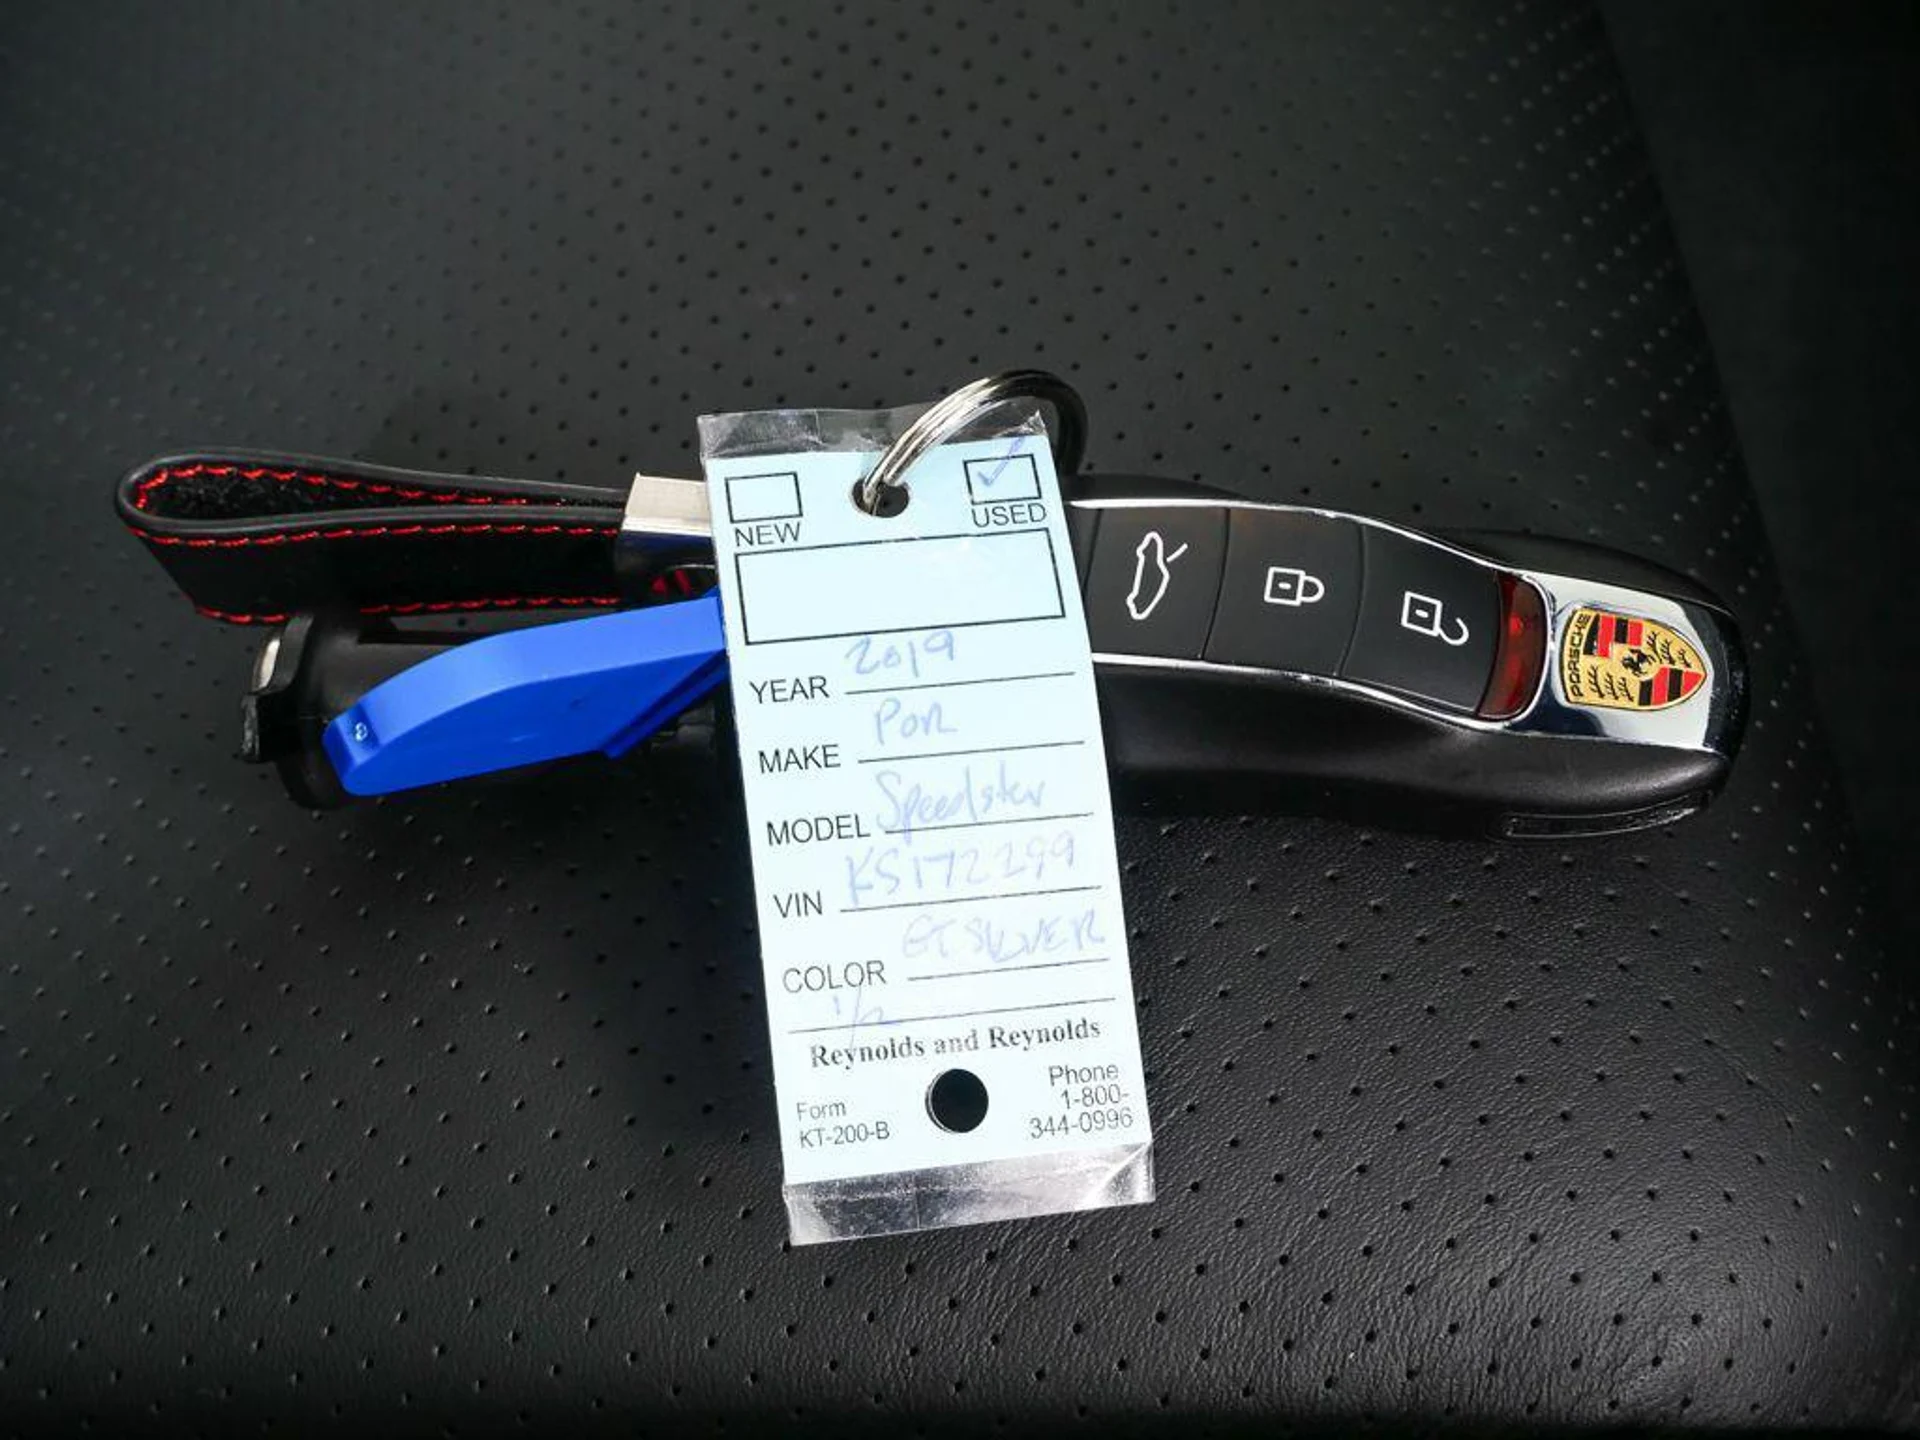 NEW
USED
YEAR 2019
MAKE Por
MODEL Speedster
VIN KS172299
COLOR GT SILVER
1/2
Reynolds and Reynolds
Form
KT-200-B
Phone
1-800-
344-0996
PORSCHE